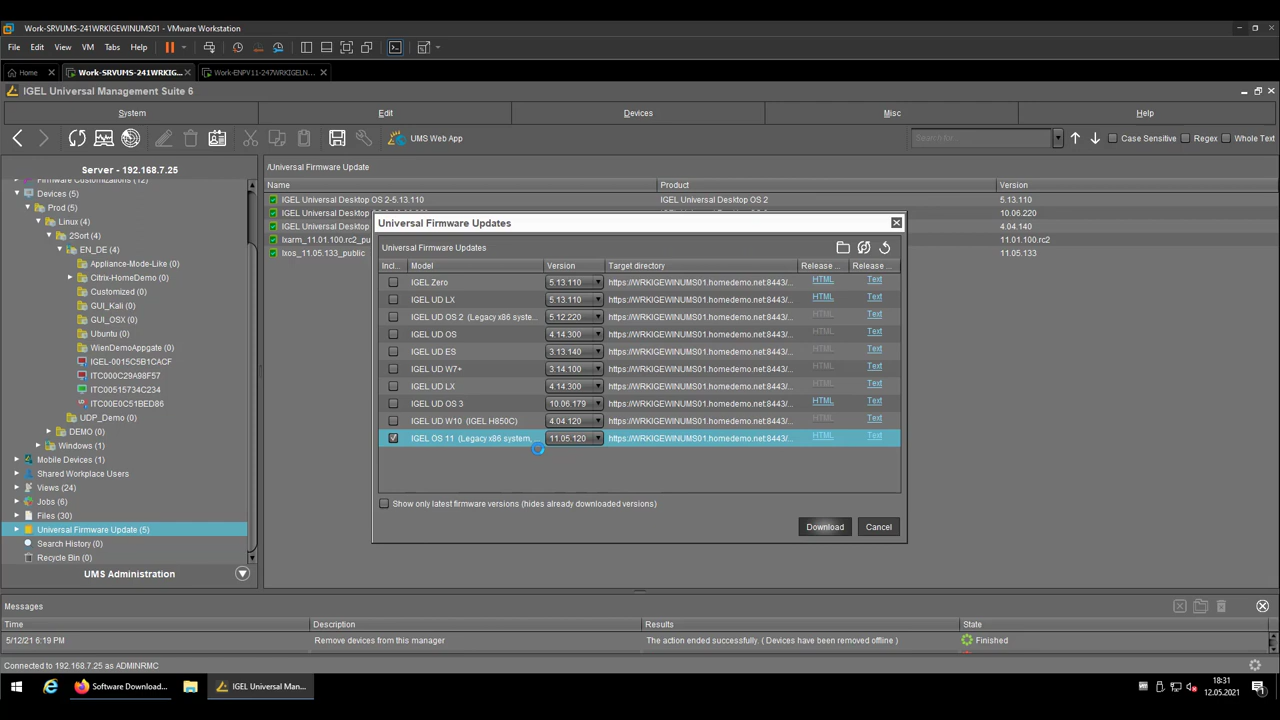 Work-SRVUMS-241WRKIGEWINUMS01 - VMware Workstation
File Edit View VM Tabs Help
Home Work-SRVUMS-241WRKIG... Work-ENPV11-247WRKIGELN...
IGEL Universal Management Suite 6
System Edit Devices Misc Help
UMS Web App Search for... Case Sensitive Regex Whole Text
Server - 192.168.7.25
Firmware Customizations (12)
Devices (5)
Prod (5)
Linux (4)
2Sort (4)
EN_DE (4)
Appliance-Mode-Like (0)
Citrix-HomeDemo (0)
Customized (0)
GUI_Kali (0)
GUI_OSX (0)
Ubuntu (0)
WienDemoAppgate (0)
IGEL-0015C5B1CACF
ITC000C29A98F57
ITC00515734C234
ITC00E0C51BED86
UDP_Demo (0)
DEMO (0)
Windows (1)
Mobile Devices (1)
Shared Workplace Users
Views (24)
Jobs (6)
Files (30)
Universal Firmware Update (5)
Search History (0)
Recycle Bin (0)
UMS Administration
/Universal Firmware Update
Name Product Version
IGEL Universal Desktop OS 2-5.13.110 IGEL Universal Desktop OS 2 5.13.110
IGEL Universal Desktop 10.06.220
IGEL Universal Desktop 4.04.140
lxarm_11.01.100.rc2_pu 11.01.100.rc2
lxos_11.05.133_public 11.05.133
Universal Firmware Updates
Universal Firmware Updates
Incl... Model Version Target directory Release ... Release ...
IGEL Zero 5.13.110 https://WRKIGEWINUMS01.homedemo.net:8443/... HTML Text
IGEL UD LX 5.13.110 https://WRKIGEWINUMS01.homedemo.net:8443/... HTML Text
IGEL UD OS 2 (Legacy x86 syste... 5.12.220 https://WRKIGEWINUMS01.homedemo.net:8443/... HTML Text
IGEL UD OS 4.14.300 https://WRKIGEWINUMS01.homedemo.net:8443/... HTML Text
IGEL UD ES 3.13.140 https://WRKIGEWINUMS01.homedemo.net:8443/... HTML Text
IGEL UD W7+ 3.14.100 https://WRKIGEWINUMS01.homedemo.net:8443/... HTML Text
IGEL UD LX 4.14.300 https://WRKIGEWINUMS01.homedemo.net:8443/... HTML Text
IGEL UD OS 3 10.06.179 https://WRKIGEWINUMS01.homedemo.net:8443/... HTML Text
IGEL UD W10 (IGEL H850C) 4.04.120 https://WRKIGEWINUMS01.homedemo.net:8443/... HTML Text
IGEL OS 11 (Legacy x86 system, ... 11.05.120 https://WRKIGEWINUMS01.homedemo.net:8443/... HTML Text
Show only latest firmware versions (hides already downloaded versions)
Download Cancel
Messages
Time Description Results State
5/12/21 6:19 PM Remove devices from this manager The action ended successfully. ( Devices have been removed offline ) Finished
Connected to 192.168.7.25 as ADMINRMC
Software Download... IGEL Universal Man...
18:31
12.05.2021
1